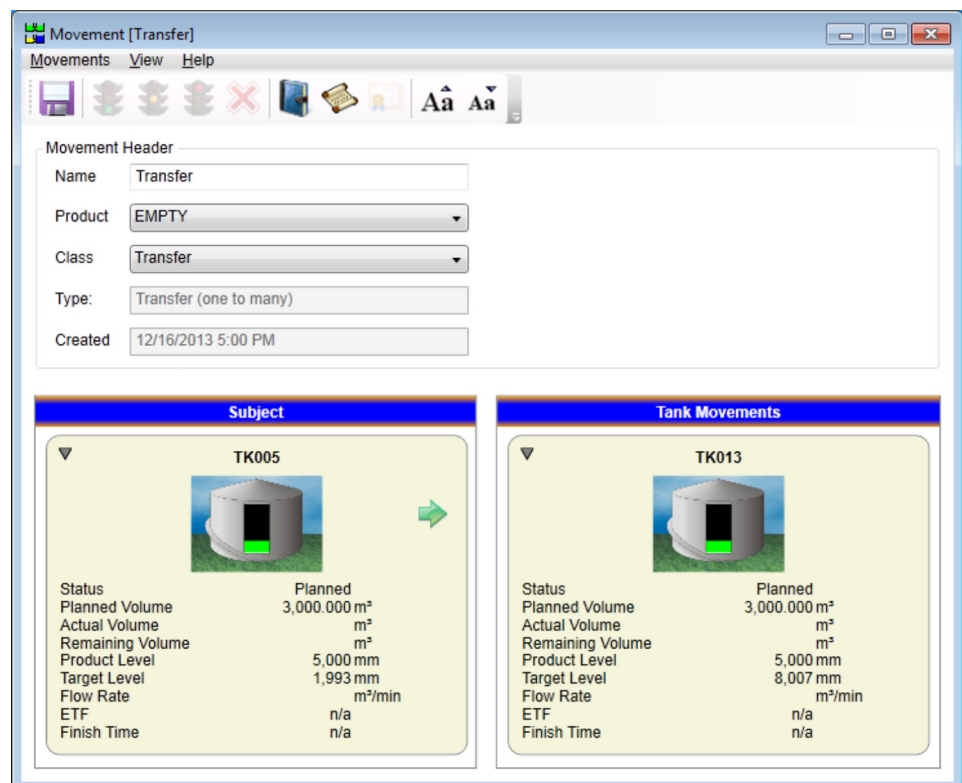 Movement [Transfer]
Movements View Help
Aa Aa
Movement Header
Name Transfer
Product EMPTY
Class Transfer
Type: Transfer (one to many)
Created 12/16/2013 5:00 PM
Subject
TK005
Status Planned
Planned Volume 3,000.000 m³
Actual Volume m³
Remaining Volume m³
Product Level 5,000 mm
Target Level 1,993 mm
Flow Rate m³/min
ETF n/a
Finish Time n/a
Tank Movements
TK013
Status Planned
Planned Volume 3,000.000 m³
Actual Volume m³
Remaining Volume m³
Product Level 5,000 mm
Target Level 8,007 mm
Flow Rate m³/min
ETF n/a
Finish Time n/a